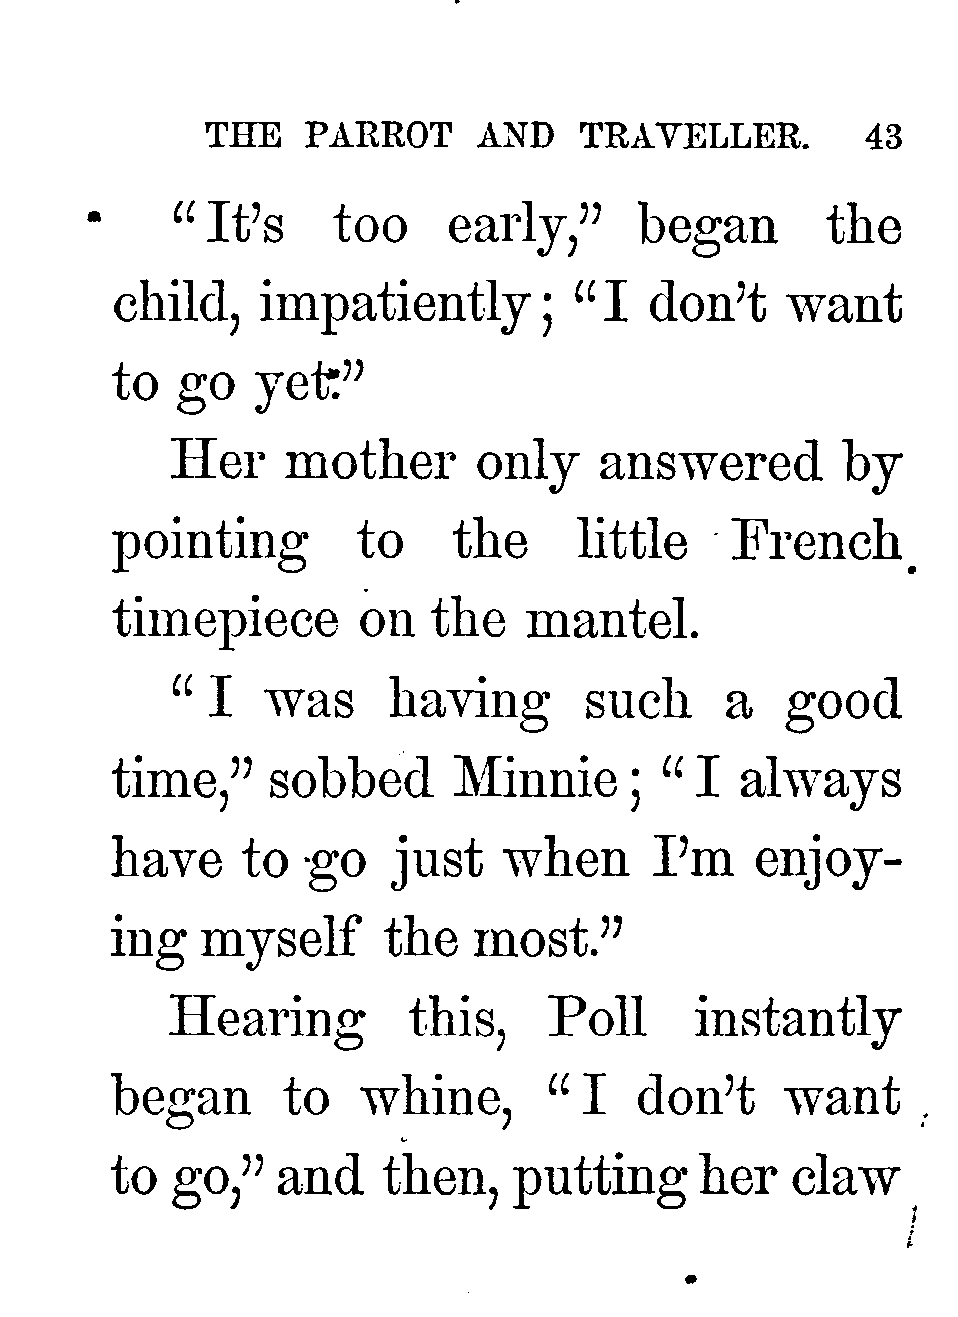 THE PARROT AND TRAVELLER. 43
“It’s too early,” began the
child, impatiently; “I don’t want
to go yet.”
Her mother only answered by
pointing to the little French
timepiece on the mantel.
“I was having such a good
time,” sobbed Minnie; “I always
have to go just when I’m enjoy-
ing myself the most.”
Hearing this, Poll instantly
began to whine, “I don’t want
to go,” and then, putting her claw